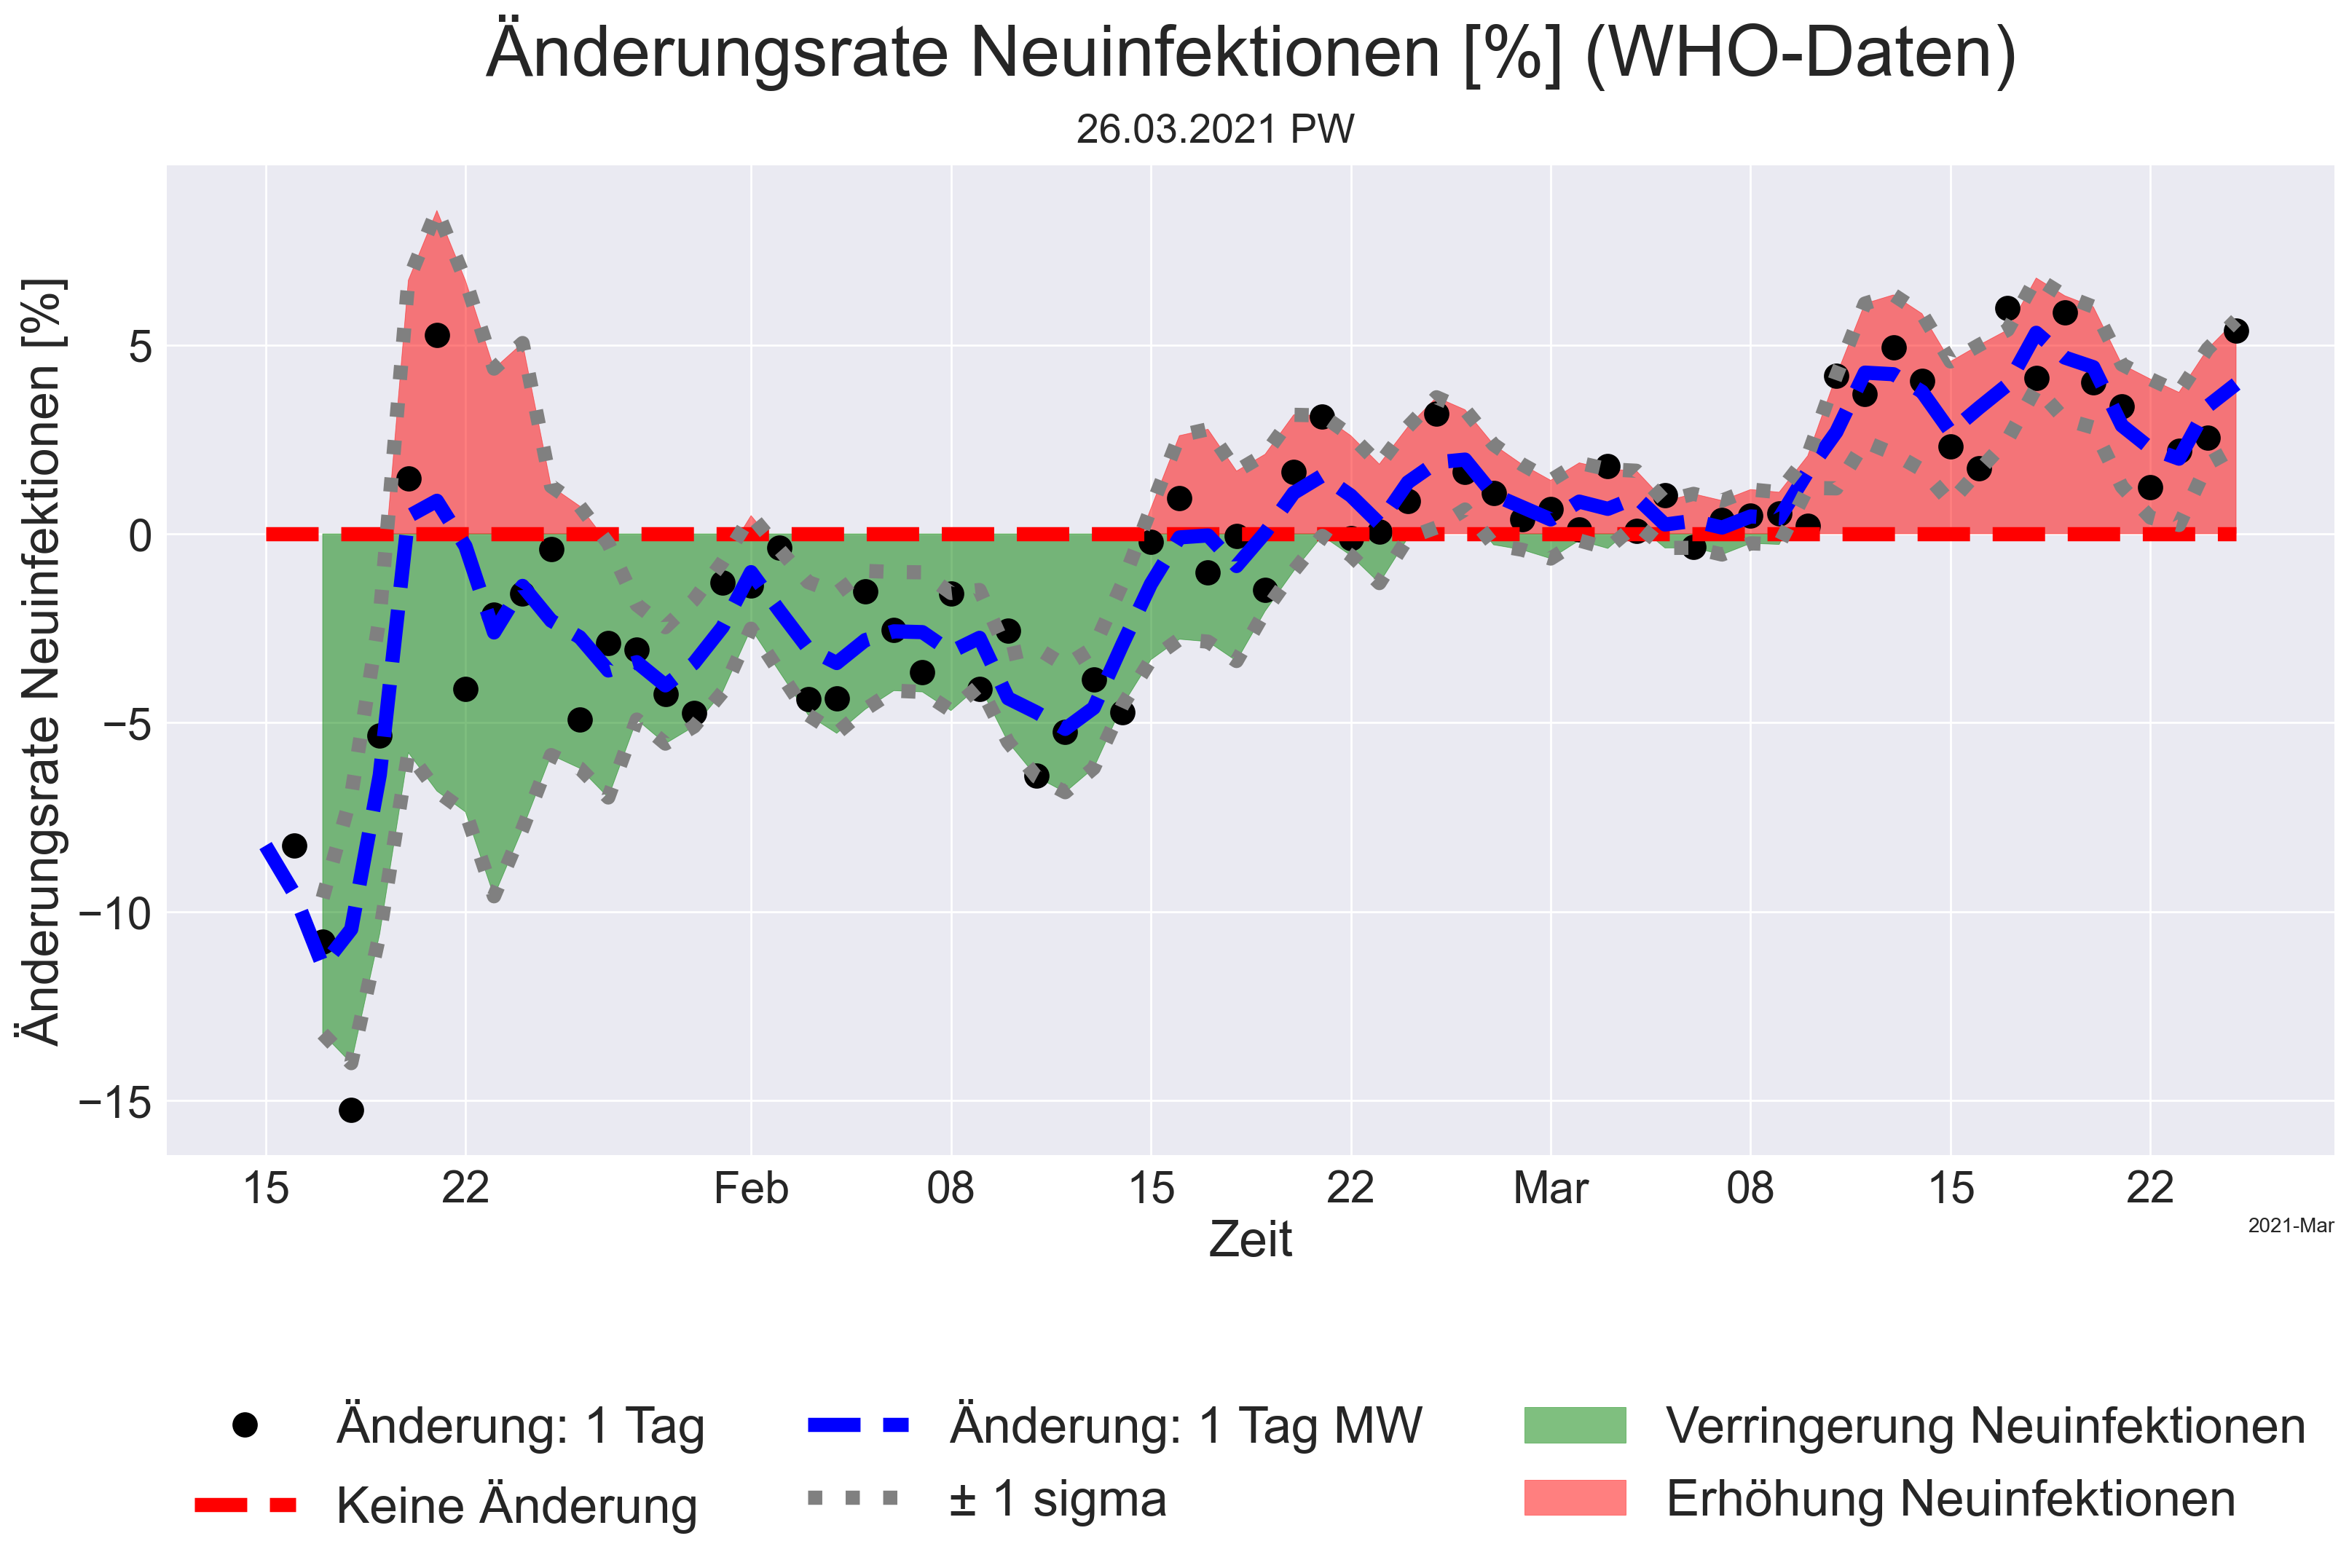 Änderungsrate Neuinfektionen [%] (WHO-Daten)
26.03.2021 PW
Änderungsrate Neuinfektionen [%]
5
0
−5
−10
−15
15 22 Feb 08 15 22 Mar 08 15 22
Zeit
2021-Mar
Änderung: 1 Tag
Keine Änderung
Änderung: 1 Tag MW
± 1 sigma
Verringerung Neuinfektionen
Erhöhung Neuinfektionen